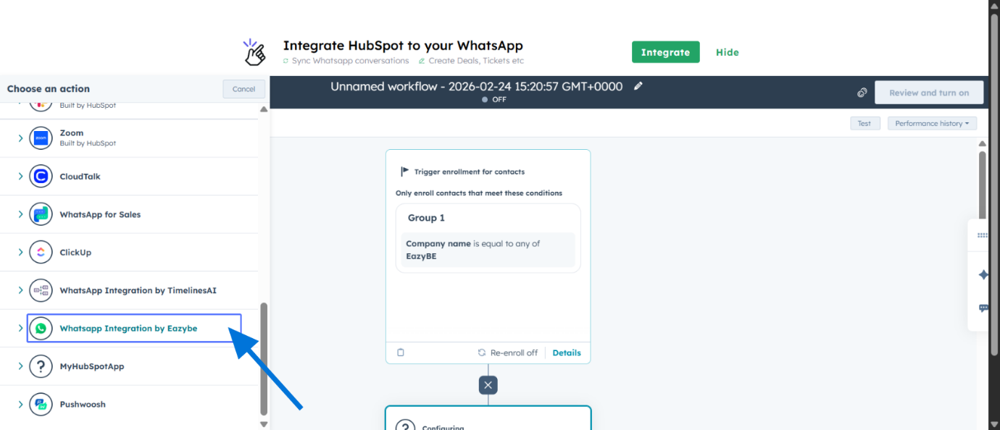 Integrate HubSpot to your WhatsApp
Sync Whatsapp conversations Create Deals, Tickets etc
Integrate
Hide
Choose an action
Cancel
Built by HubSpot
zoom
Zoom
Built by HubSpot
CloudTalk
WhatsApp for Sales
ClickUp
WhatsApp Integration by TimelinesAI
Whatsapp Integration by Eazybe
MyHubSpotApp
Pushwoosh
Unnamed workflow - 2026-02-24 15:20:57 GMT+0000
OFF
Review and turn on
Test
Performance history
Trigger enrollment for contacts
Only enroll contacts that meet these conditions
Group 1
Company name is equal to any of
EazyBE
Re-enroll off
Details
Configuring